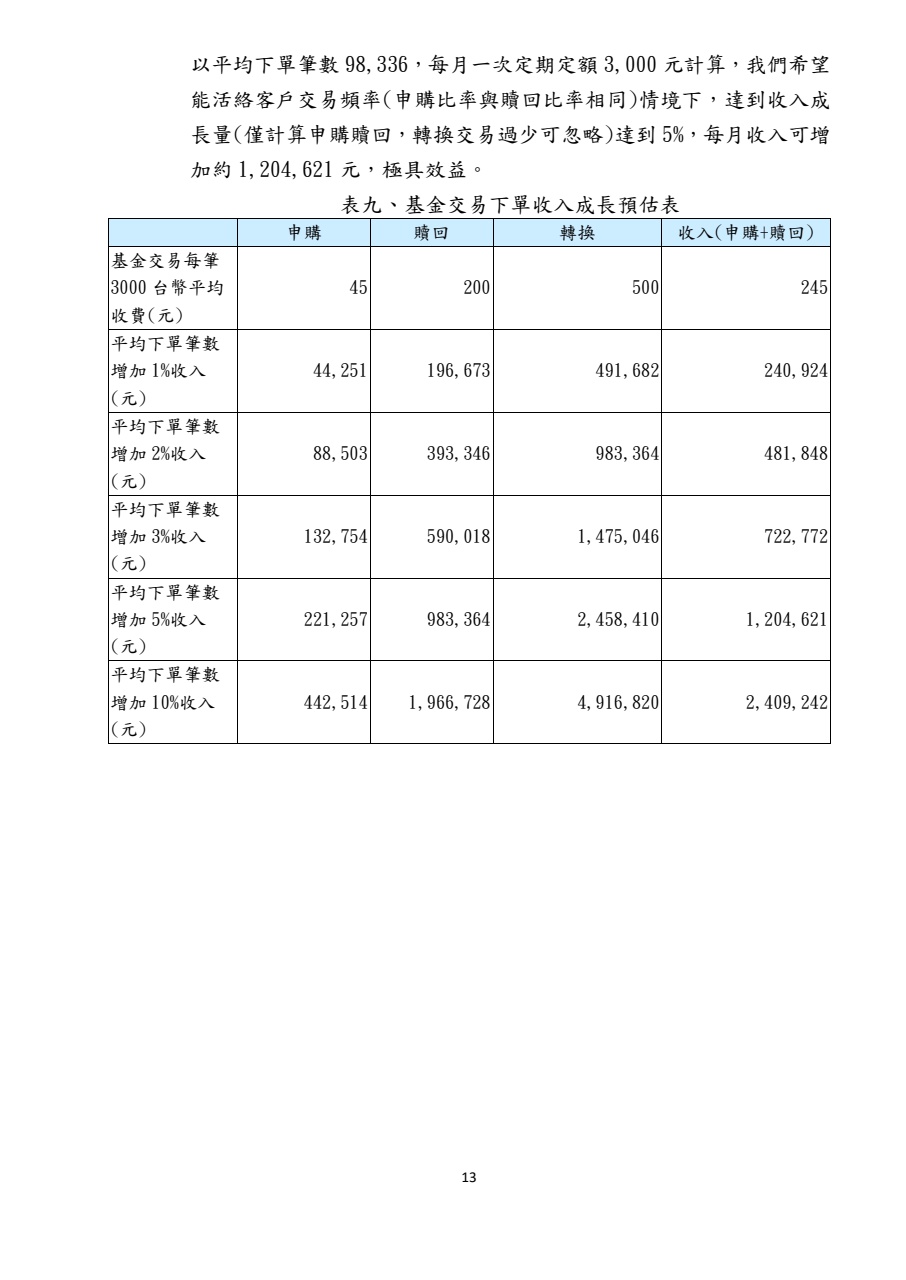 以平均下單筆數 98,336，每月一次定期定額 3,000 元計算，我們希望
能活絡客戶交易頻率(申購比率與贖回比率相同)情境下，達到收入成
長量(僅計算申購贖回，轉換交易過少可忽略)達到 5%，每月收入可增
加約 1,204,621 元，極具效益。
表九、基金交易下單收入成長預估表
申購 贖回 轉換 收入(申購+贖回)
基金交易每筆
3000 台幣平均 45 200 500 245
收費(元)
平均下單筆數
增加 1%收入 44,251 196,673 491,682 240,924
(元)
平均下單筆數
增加 2%收入 88,503 393,346 983,364 481,848
(元)
平均下單筆數
增加 3%收入 132,754 590,018 1,475,046 722,772
(元)
平均下單筆數
增加 5%收入 221,257 983,364 2,458,410 1,204,621
(元)
平均下單筆數
增加 10%收入 442,514 1,966,728 4,916,820 2,409,242
(元)
13